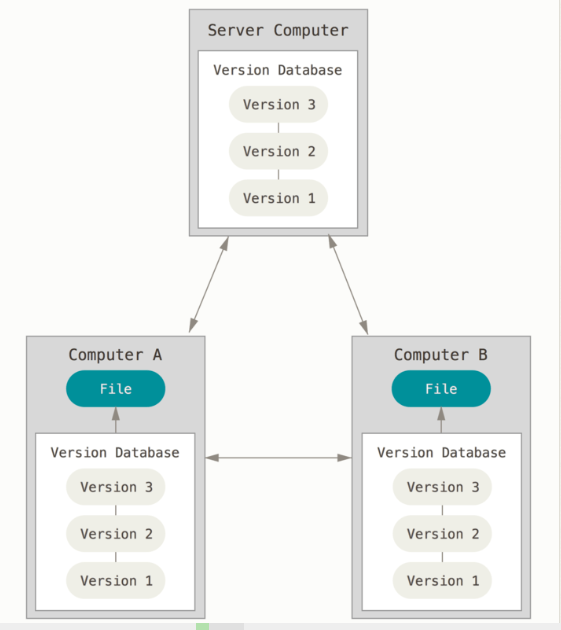 Server Computer
Version Database
Version 3
Version 2
Version 1
Computer A
File
Version Database
Version 3
Version 2
Version 1
Computer B
File
Version Database
Version 3
Version 2
Version 1